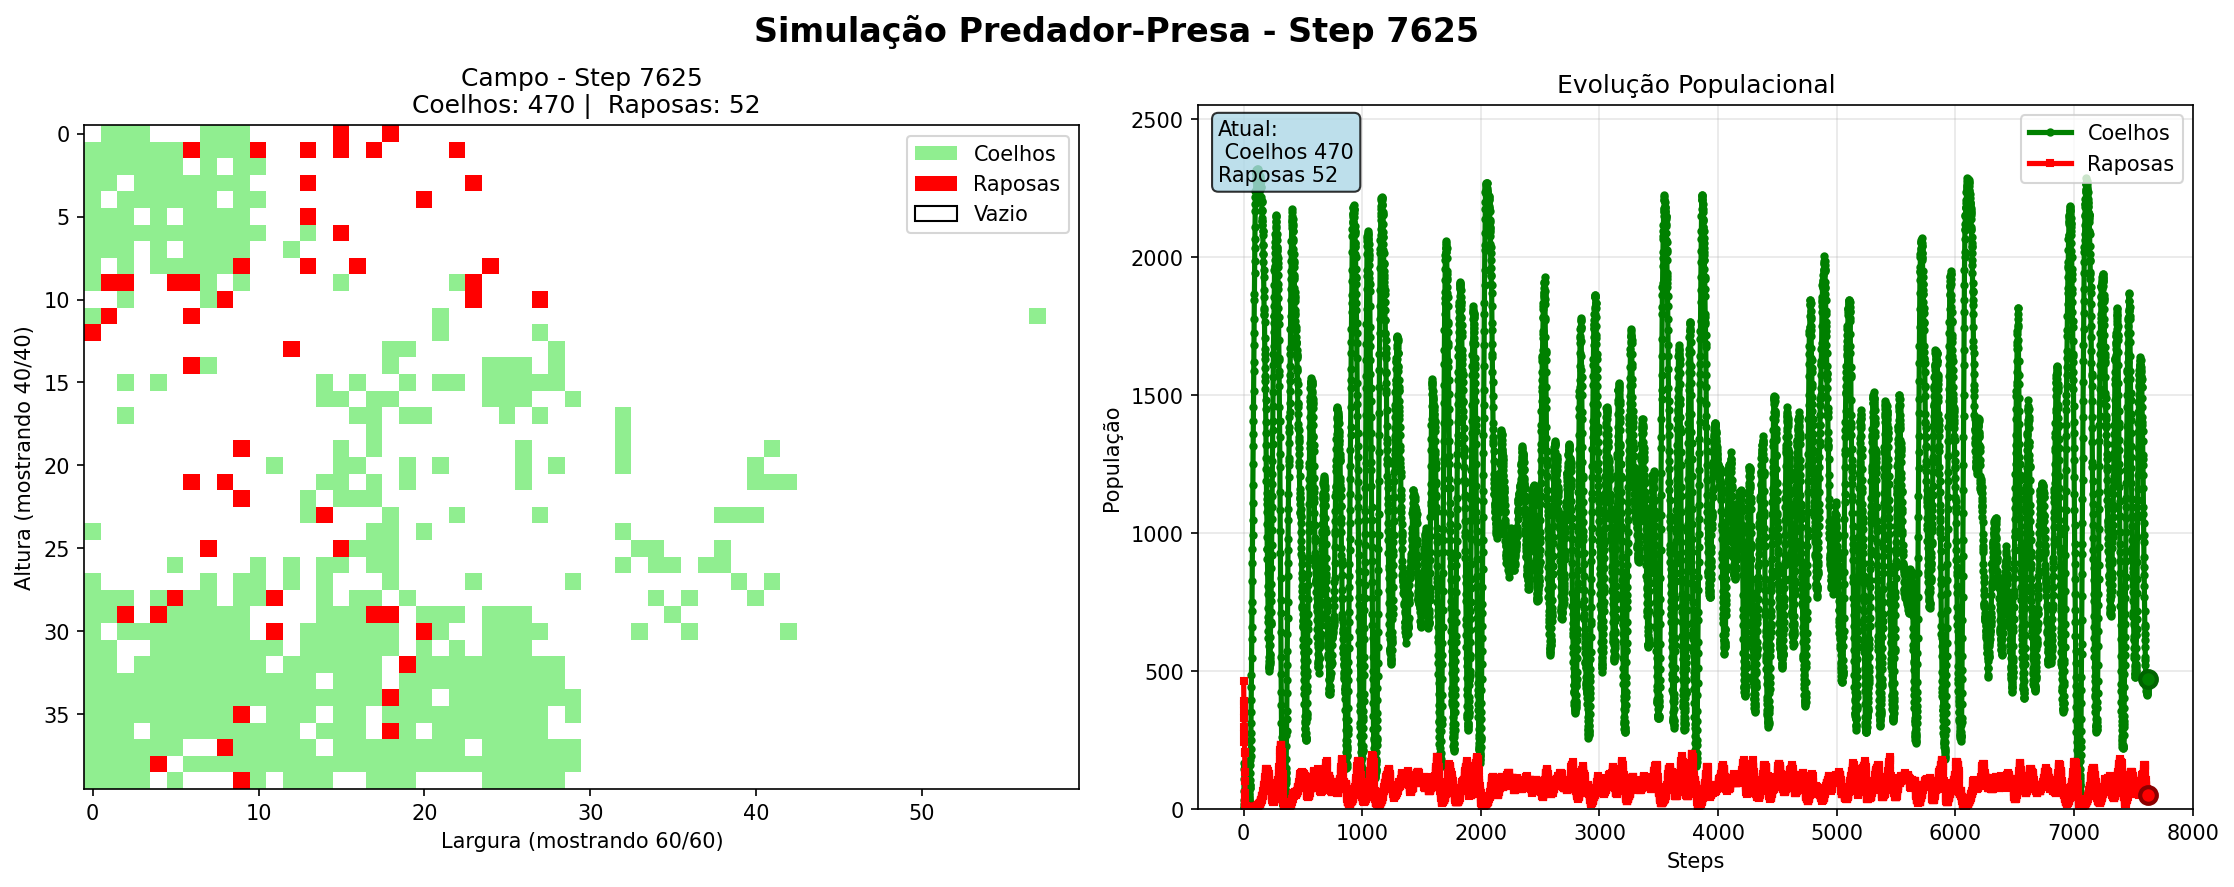 Simulação Predador-Presa - Step 7625
Campo - Step 7625
Coelhos: 470 |  Raposas: 52
Coelhos
Raposas
Vazio
0
5
10
15
20
25
30
35
Altura (mostrando 40/40)
0
10
20
30
40
50
Largura (mostrando 60/60)
Evolução Populacional
Atual:
Coelhos 470
Raposas 52
Coelhos
Raposas
2500
2000
1500
1000
500
0
População
0
1000
2000
3000
4000
5000
6000
7000
8000
Steps